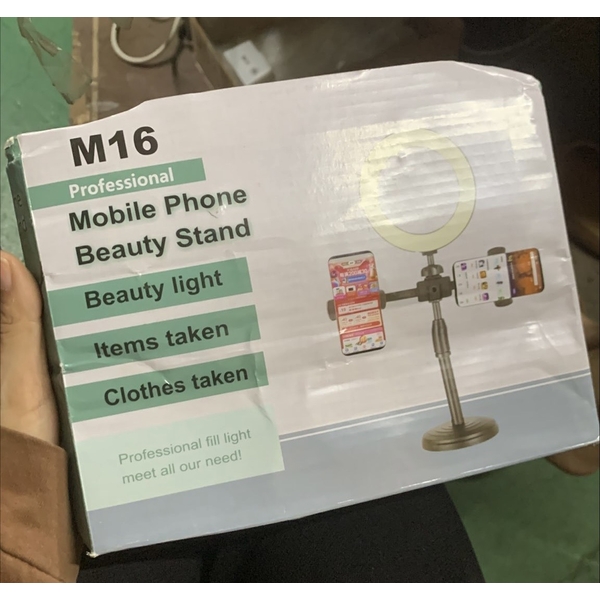 M16
Professional
Mobile Phone
Beauty Stand
Beauty light
Items taken
Clothes taken
Professional fill light
meet all our need!